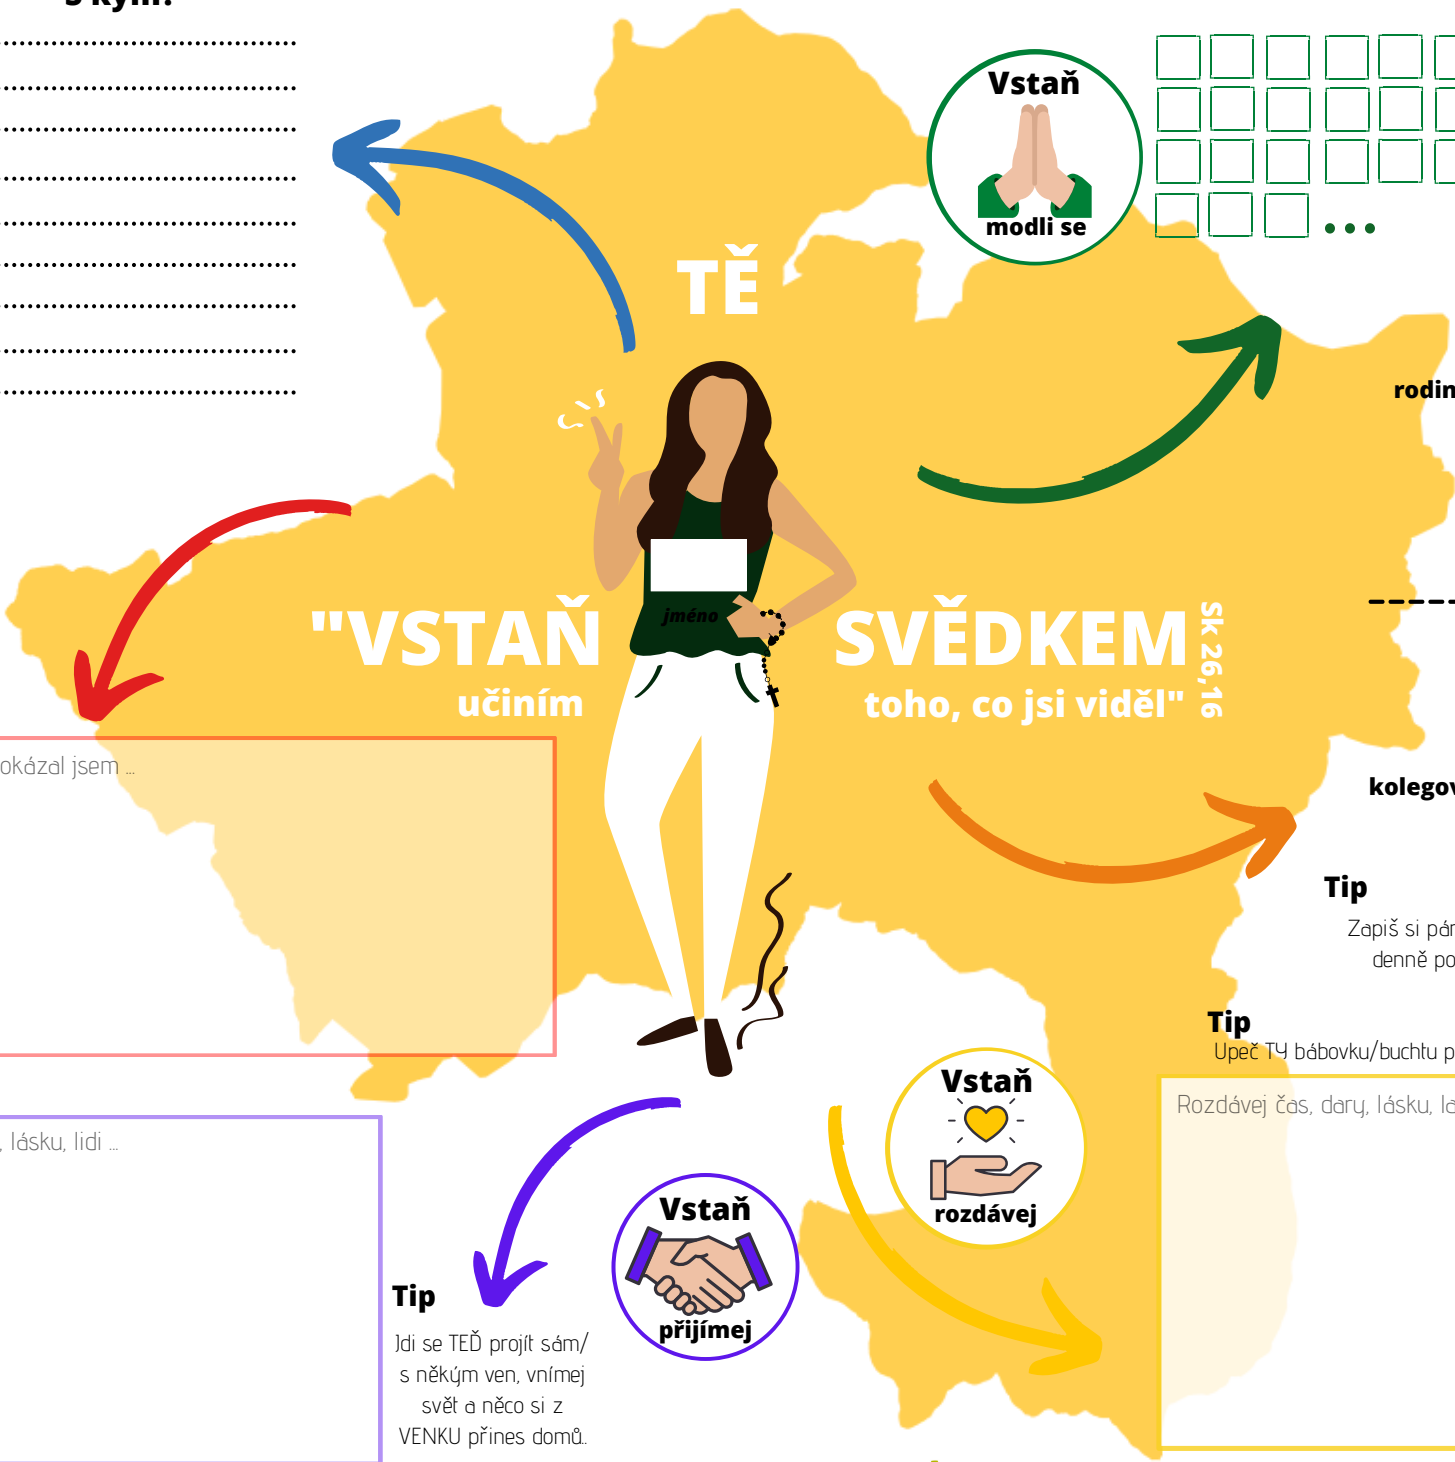 s kým?
Vstaň
modli se
TĚ
rodin
jméno
"VSTAŇ
učiním
SVĚDKEM
toho, co jsi viděl"
Sk 26,16
okázal jsem ...
kolegov
Tip
Zapiš si pár
denně po
Tip
Upeč TY bábovku/buchtu p
Rozdávej čas, dary, lásku, la
Vstaň
rozdávej
, lásku, lidi ...
Vstaň
přijímej
Tip
Jdi se TEĎ projít sám/
s někým ven, vnímej
svět a něco si z
VENKU přines domů..